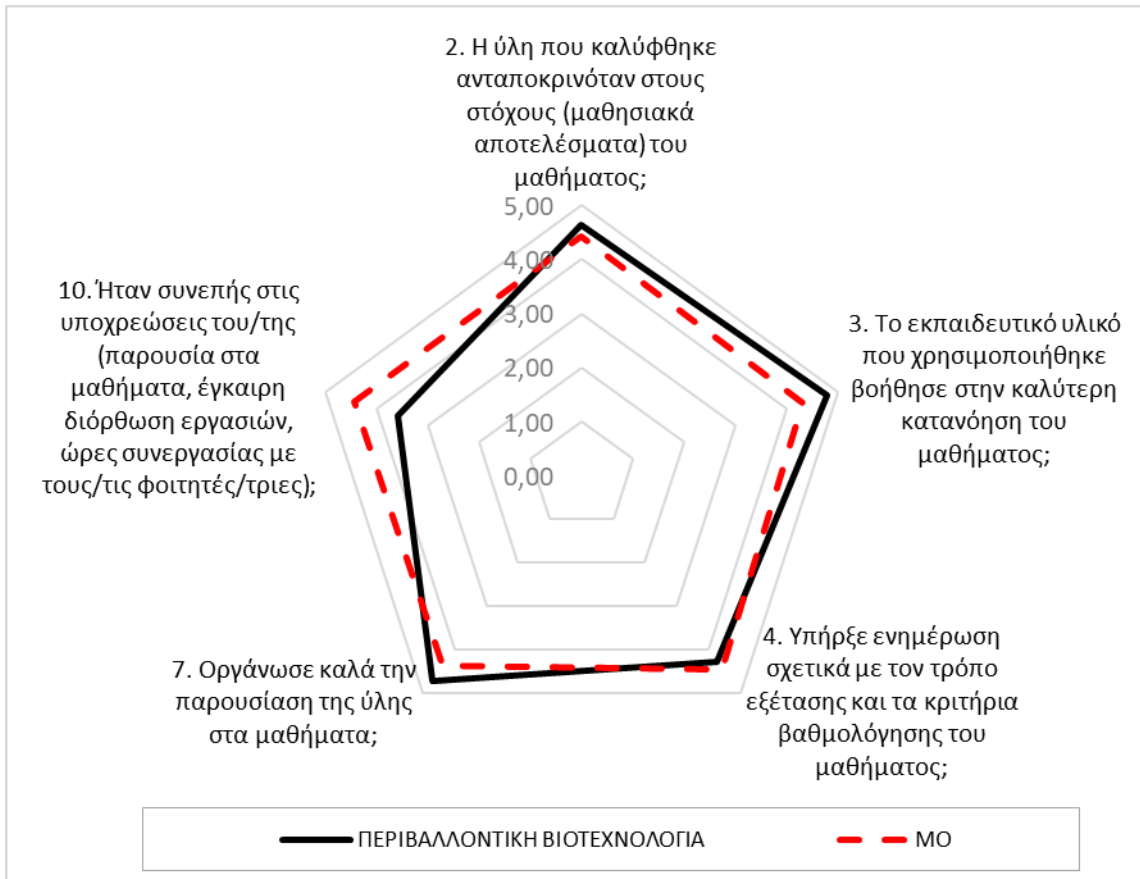 2. Η ύλη που καλύφθηκε
ανταποκρινόταν στους
στόχους (μαθησιακά
αποτελέσματα) του
μαθήματος;
5,00
4,00
3,00
2,00
1,00
0,00
3. Το εκπαιδευτικό υλικό
που χρησιμοποιήθηκε
βοήθησε στην καλύτερη
κατανόηση του
μαθήματος;
4. Υπήρξε ενημέρωση
σχετικά με τον τρόπο
εξέτασης και τα κριτήρια
βαθμολόγησης του
μαθήματος;
7. Οργάνωσε καλά την
παρουσίαση της ύλης
στα μαθήματα;
10. Ήταν συνεπής στις
υποχρεώσεις του/της
(παρουσία στα
μαθήματα, έγκαιρη
διόρθωση εργασιών,
ώρες συνεργασίας με
τους/τις φοιτητές/τριες);
ΠΕΡΙΒΑΛΛΟΝΤΙΚΗ ΒΙΟΤΕΧΝΟΛΟΓΙΑ
ΜΟ